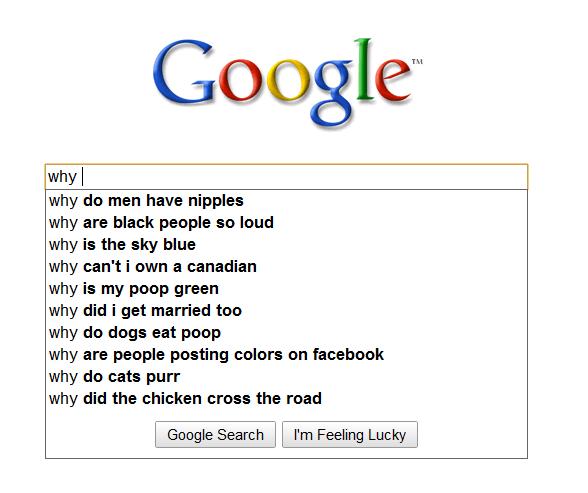 Google™
why
why do men have nipples
why are black people so loud
why is the sky blue
why can't i own a canadian
why is my poop green
why did i get married too
why do dogs eat poop
why are people posting colors on facebook
why do cats purr
why did the chicken cross the road
Google Search I'm Feeling Lucky